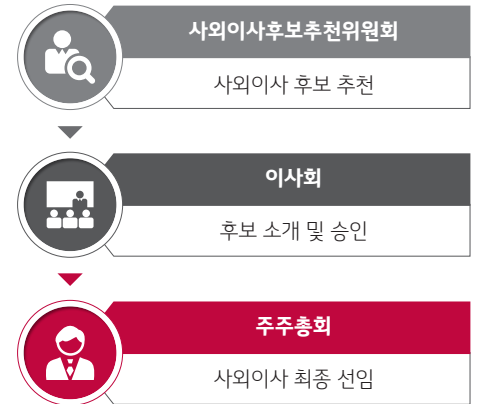 사외이사후보추천위원회
사외이사 후보 추천
이사회
후보 소개 및 승인
주주총회
사외이사 최종 선임